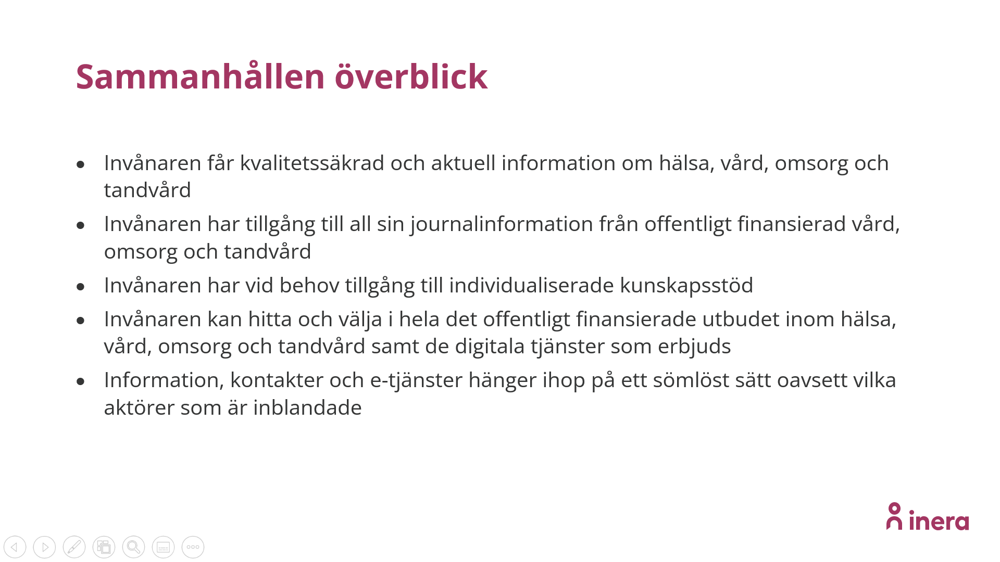 Sammanhållen överblick
• Invånaren får kvalitetssäkrad och aktuell information om hälsa, vård, omsorg och
tandvård
• Invånaren har tillgång till all sin journalinformation från offentligt finansierad vård,
omsorg och tandvård
• Invånaren har vid behov tillgång till individualiserade kunskapsstöd
• Invånaren kan hitta och välja i hela det offentligt finansierade utbudet inom hälsa,
vård, omsorg och tandvård samt de digitala tjänster som erbjuds
• Information, kontakter och e-tjänster hänger ihop på ett sömlöst sätt oavsett vilka
aktörer som är inblandade
inera